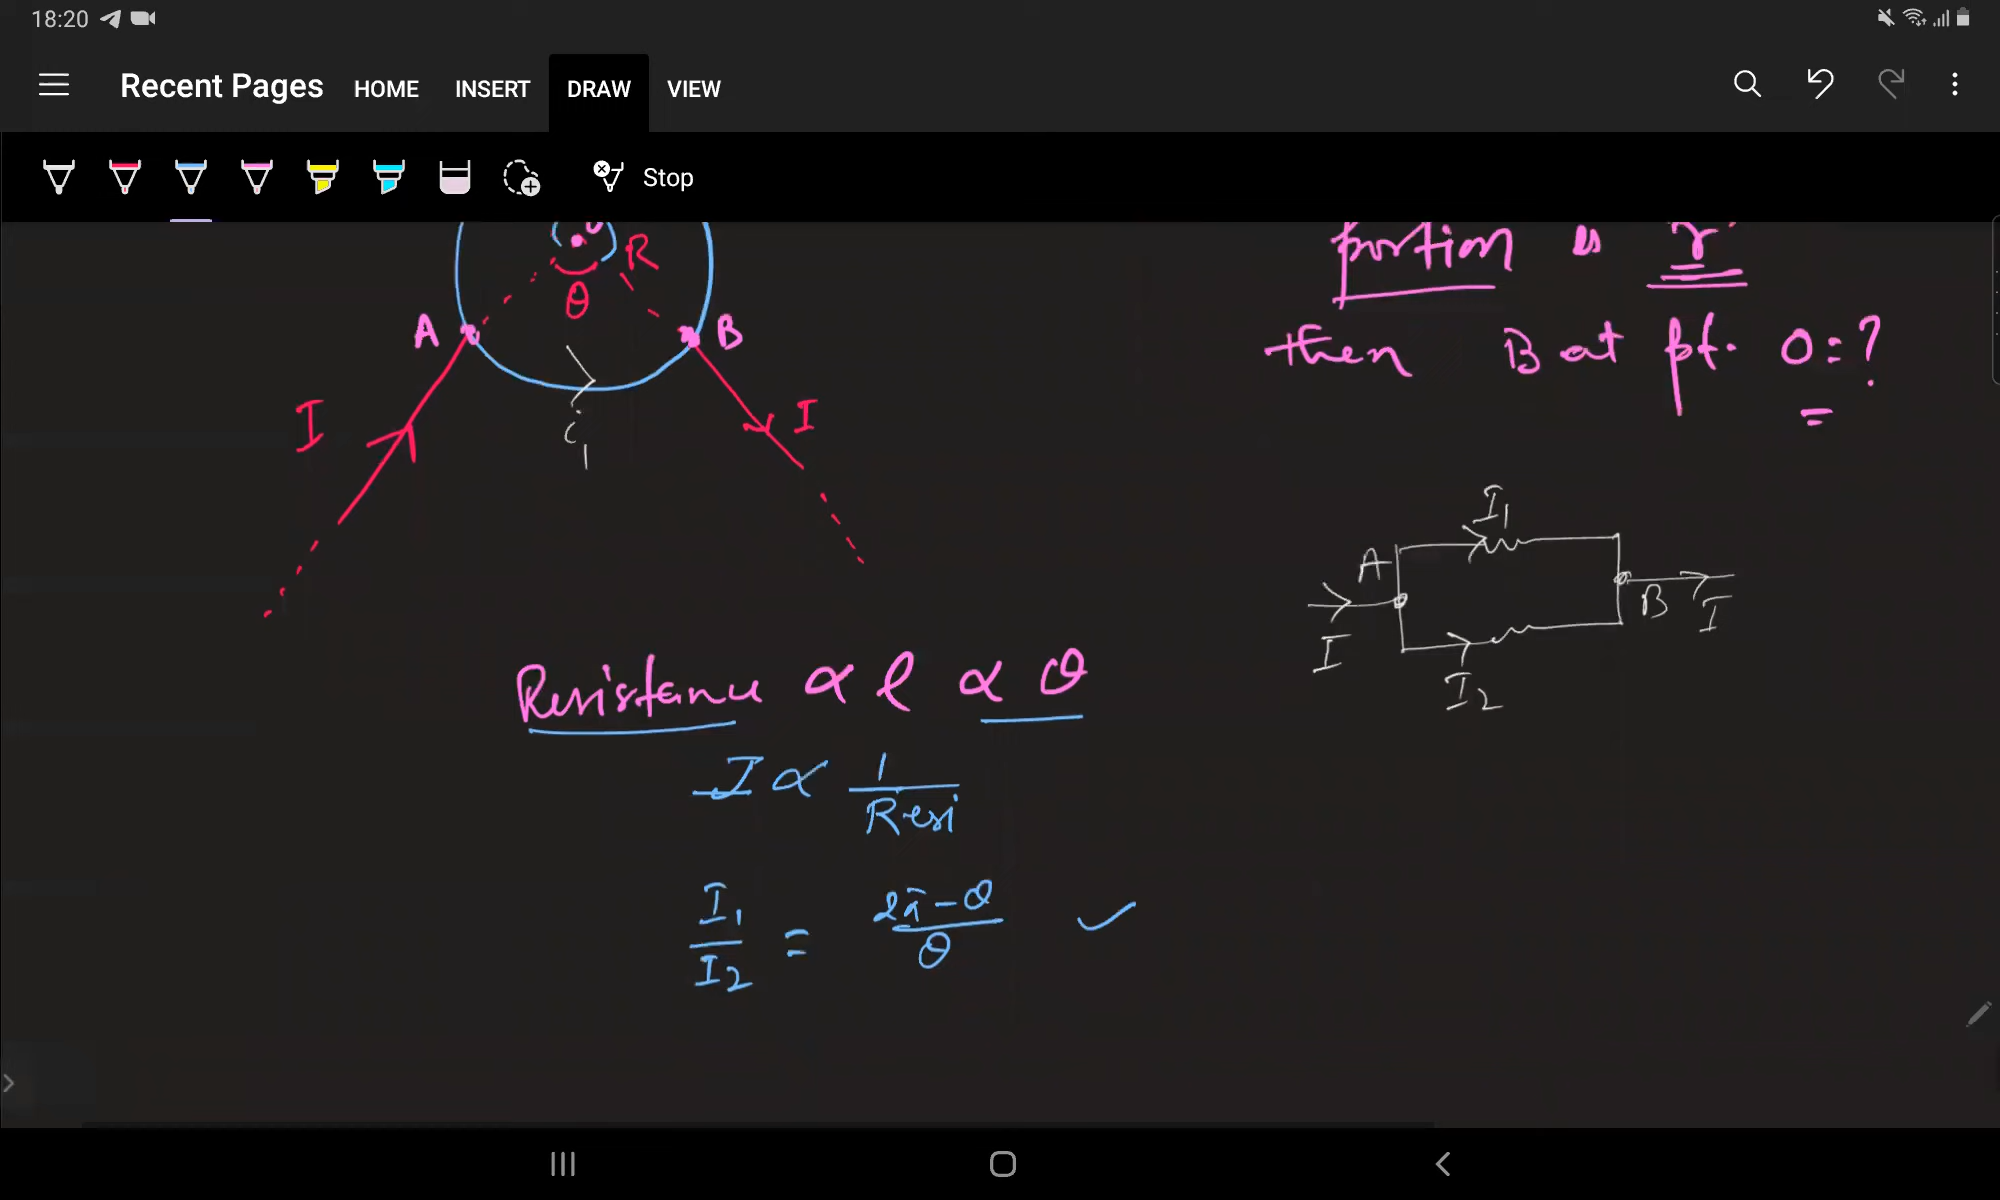 18:20
Recent Pages HOME INSERT DRAW VIEW
Stop
portion is r
R
θ
A B
then B at pt. O = ?
I I
i1
I1
A
B
I I
I2
Resistance ∝ l ∝ θ
I ∝ 1/Resi
I1/I2 = (2π - θ)/θ ✓